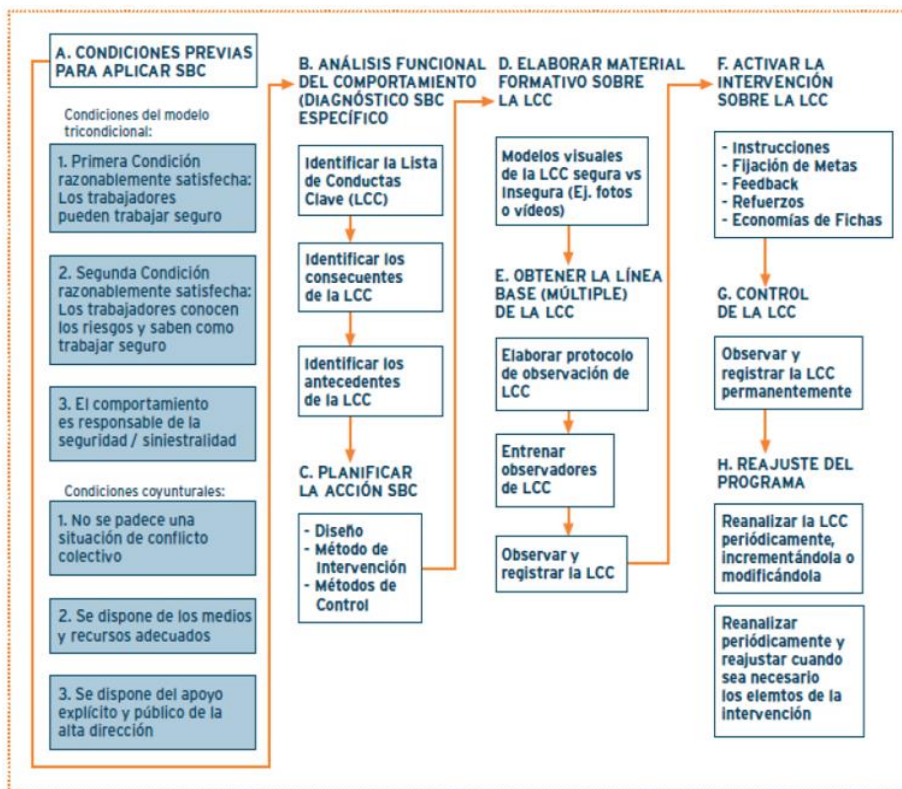 A. CONDICIONES PREVIAS
PARA APLICAR SBC
Condiciones del modelo
tricondicional:
1. Primera Condición
razonablemente satisfecha:
Los trabajadores
pueden trabajar seguro
2. Segunda Condición
razonablemente satisfecha:
Los trabajadores conocen
los riesgos y saben como
trabajar seguro
3. El comportamiento
es responsable de la
seguridad / siniestralidad
Condiciones coyunturales:
1. No se padece una
situación de conflicto
colectivo
2. Se dispone de los medios
y recursos adecuados
3. Se dispone del apoyo
explícito y público de la
alta dirección
B. ANÁLISIS FUNCIONAL
DEL COMPORTAMIENTO
(DIAGNÓSTICO SBC
ESPECÍFICO
Identificar la Lista
de Conductas
Clave (LCC)
Identificar los
consecuentes
de la LCC
Identificar los
antecedentes
de la LCC
C. PLANIFICAR
LA ACCIÓN SBC
- Diseño
- Método de
Intervención
- Métodos de
Control
D. ELABORAR MATERIAL
FORMATIVO SOBRE
LA LCC
Modelos visuales
de la LCC segura vs
Insegura (Ej. fotos
o vídeos)
E. OBTENER LA LÍNEA
BASE (MÚLTIPLE)
DE LA LCC
Elaborar protocolo
de observación de
LCC
Entrenar
observadores
de LCC
Observar y
registrar la LCC
F. ACTIVAR LA
INTERVENCIÓN
SOBRE LA LCC
- Instrucciones
- Fijación de Metas
- Feedback
- Refuerzos
- Economías de Fichas
G. CONTROL
DE LA LCC
Observar y
registrar la LCC
permanentemente
H. REAJUSTE DEL
PROGRAMA
Reanalizar la LCC
periódicamente,
incrementándola o
modificándola
Reanalizar
periódicamente y
reajustar cuando
sea necesario
los elemtos de la
intervención